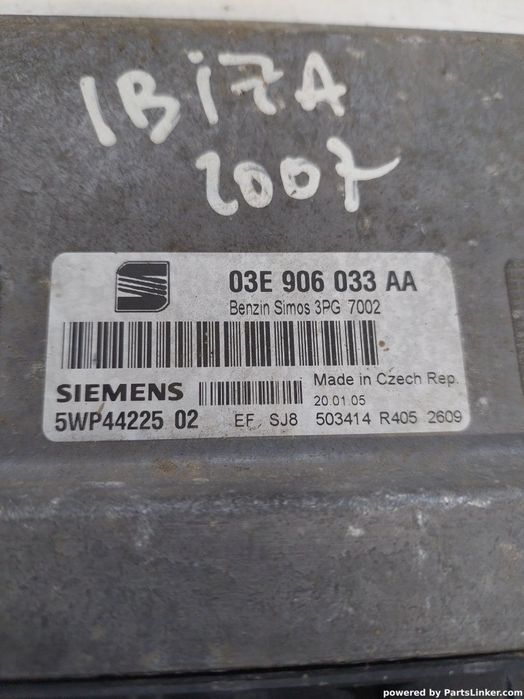 IBIZA
2007
03E 906 033 AA
Benzin Simos 3PG 7002
SIEMENS
Made in Czech Rep.
20.01.05
5WP44225 02
EF SJ8 503414 R405 2609
powered by PartsLinker.com